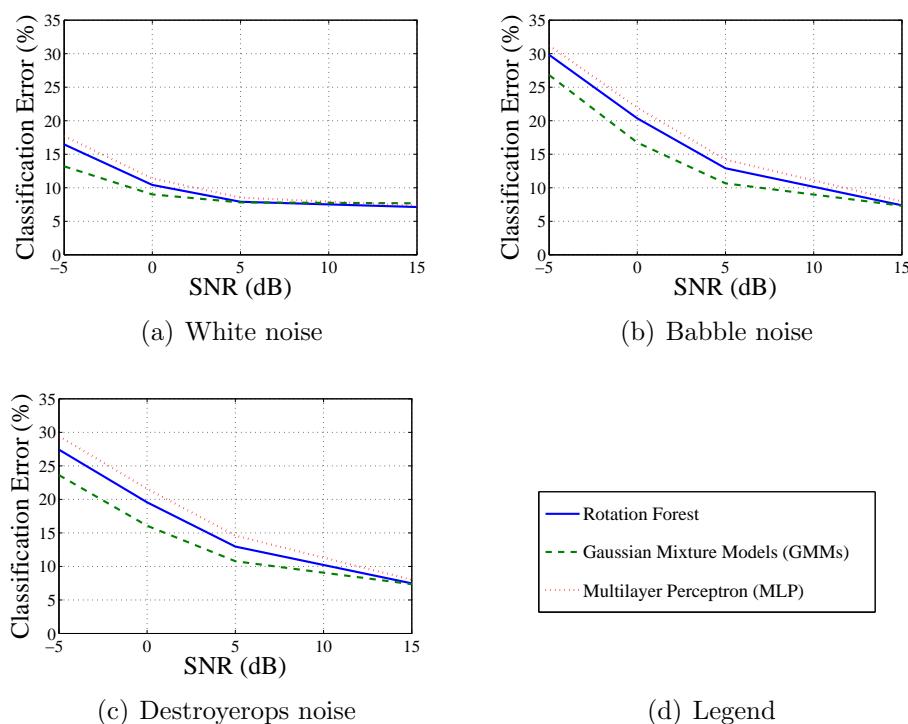 35
30
25
20
15
10
5
0
Classification Error (%)
-5 0 5 10 15
SNR (dB)
(a) White noise
35
30
25
20
15
10
5
0
Classification Error (%)
-5 0 5 10 15
SNR (dB)
(b) Babble noise
35
30
25
20
15
10
5
0
Classification Error (%)
-5 0 5 10 15
SNR (dB)
(c) Destroyerops noise
Rotation Forest
Gaussian Mixture Models (GMMs)
Multilayer Perceptron (MLP)
(d) Legend